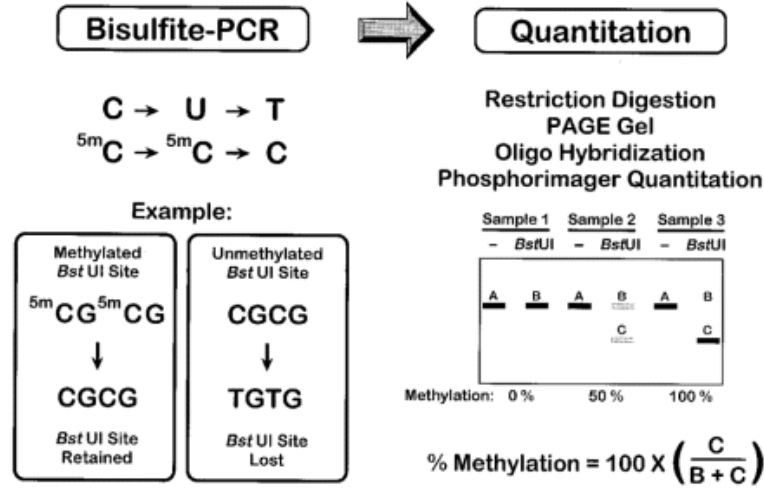 Bisulfite-PCR
C → U → T
5mC → 5mC → C
Example:
Methylated
Bst UI Site
5mCG5mCG
↓
CGCG
Bst UI Site
Retained
Unmethylated
Bst UI Site
CGCG
↓
TGTG
Bst UI Site
Lost
Quantitation
Restriction Digestion
PAGE Gel
Oligo Hybridization
Phosphorimager Quantitation
Sample 1 Sample 2 Sample 3
– BstUI – BstUI – BstUI
A B A B A B
C C
Methylation: 0 % 50 % 100 %
% Methylation = 100 X (C / B + C)